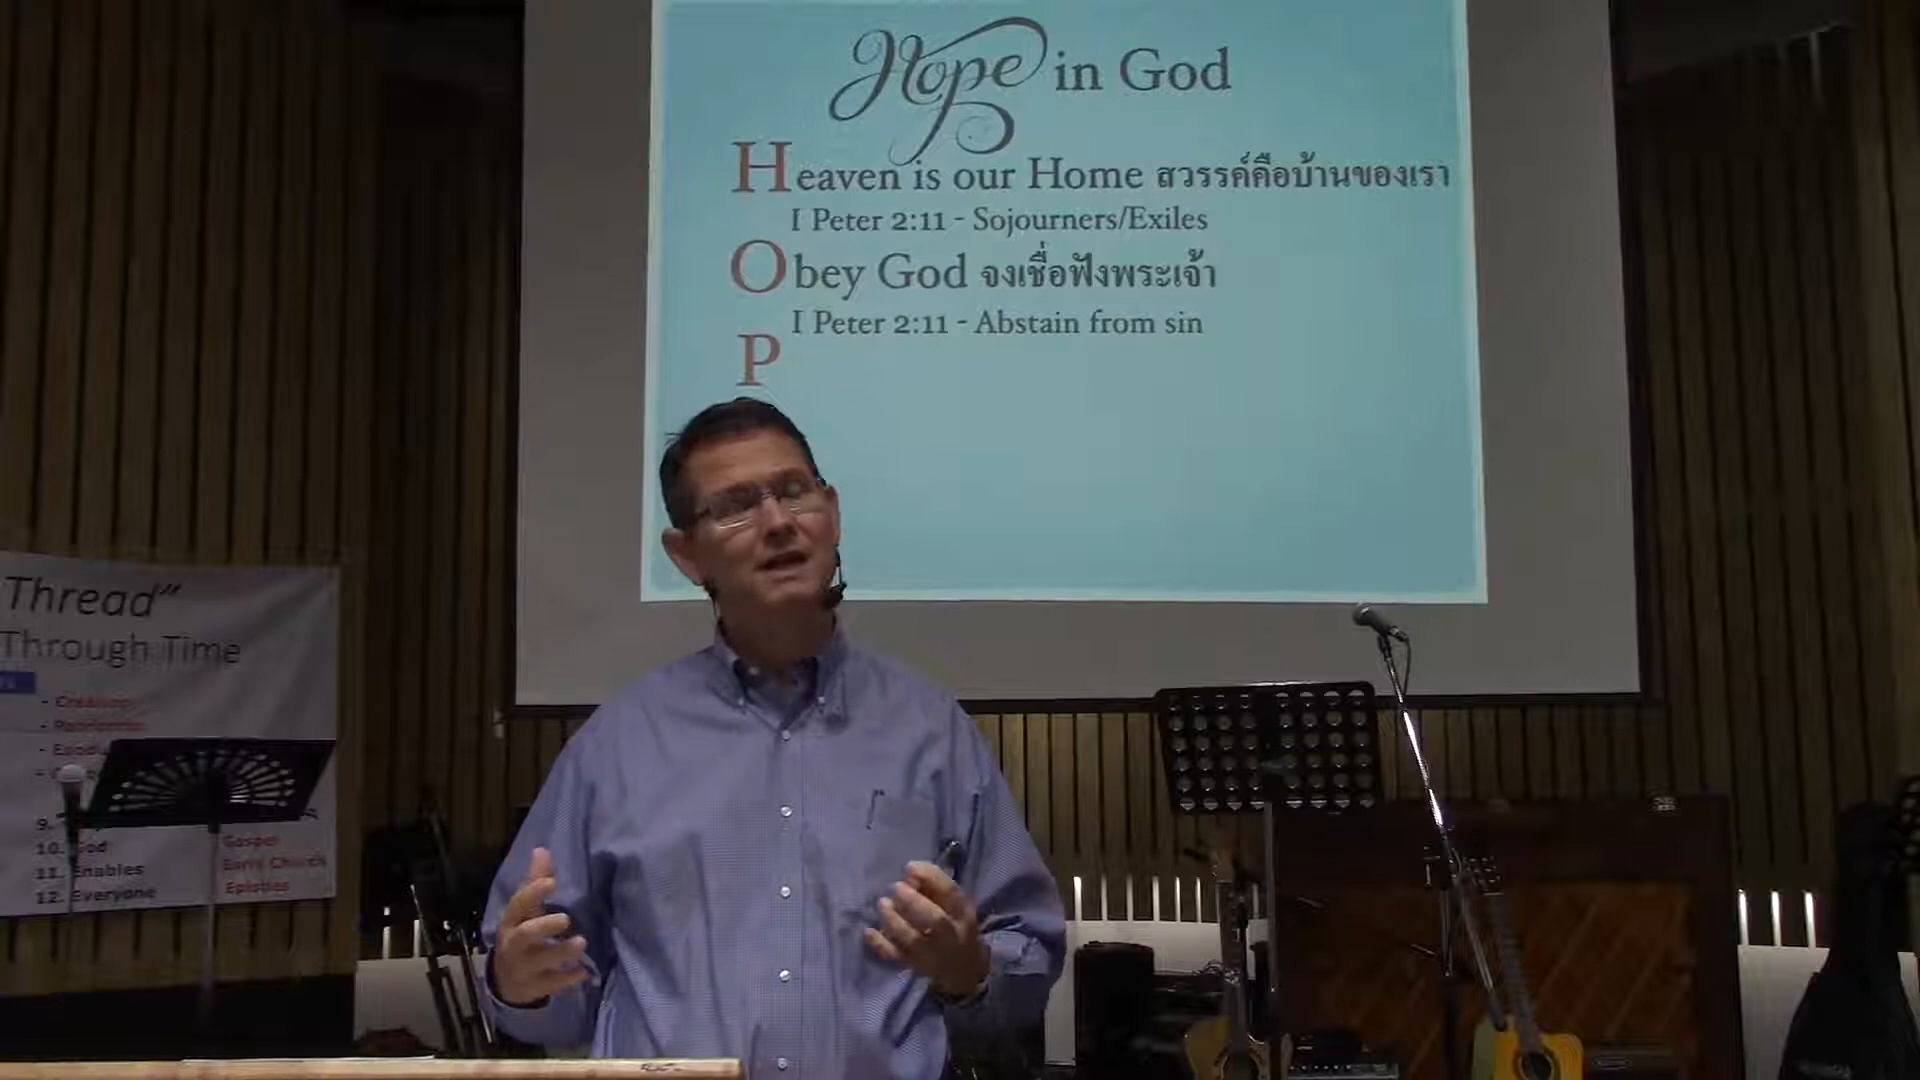 Hope in God
Heaven is our Home สวรรค์คือบ้านของเรา
I Peter 2:11 - Sojourners/Exiles
Obey God จงเชื่อฟังพระเจ้า
I Peter 2:11 - Abstain from sin
P
Thread"
Through Time
- Creation
9.
10. God Gospel
11. Enables Early Church
12. Everyone Epistles